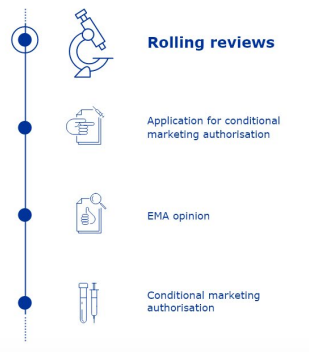 Rolling reviews
Application for conditional
marketing authorisation
EMA opinion
Conditional marketing
authorisation